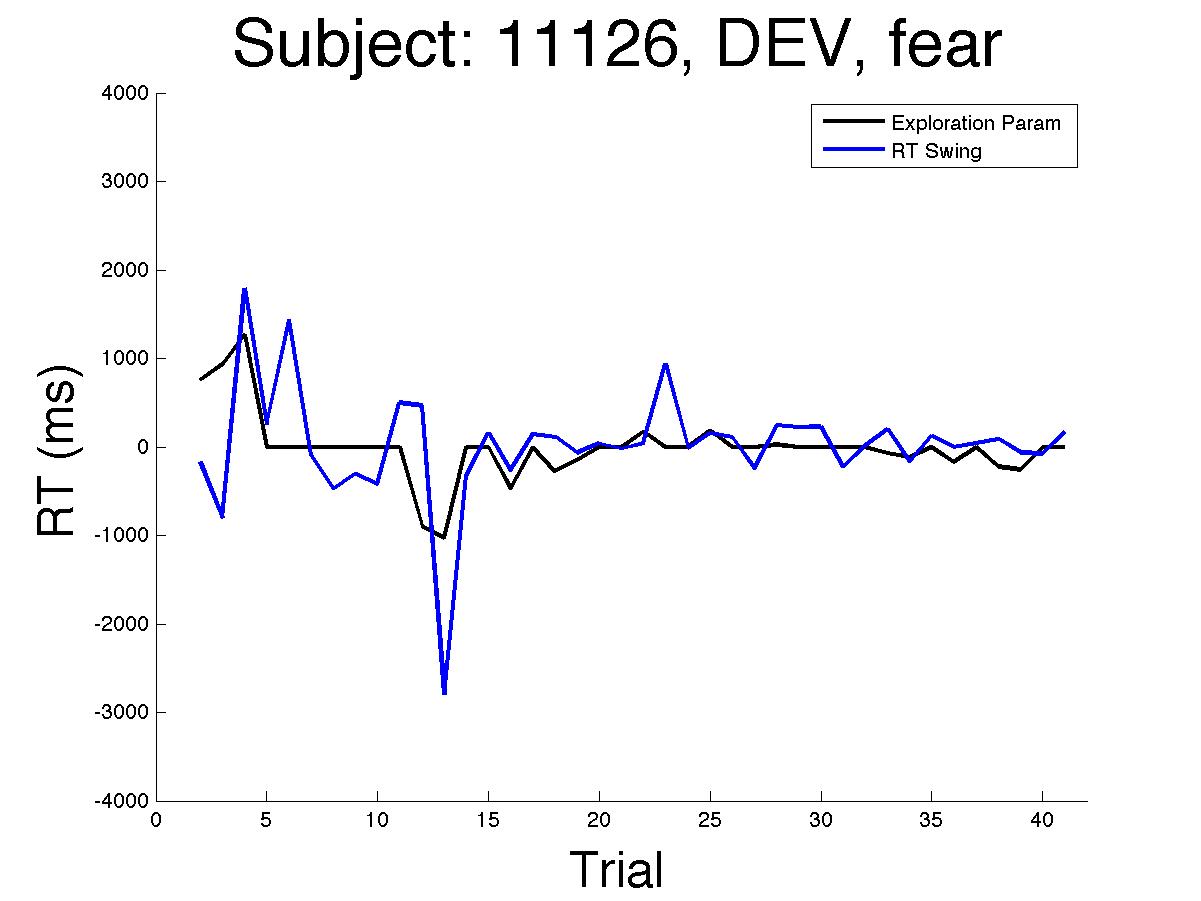 Subject: 11126, DEV, fear
Exploration Param
RT Swing
RT (ms)
4000
3000
2000
1000
0
-1000
-2000
-3000
-4000
0 5 10 15 20 25 30 35 40
Trial